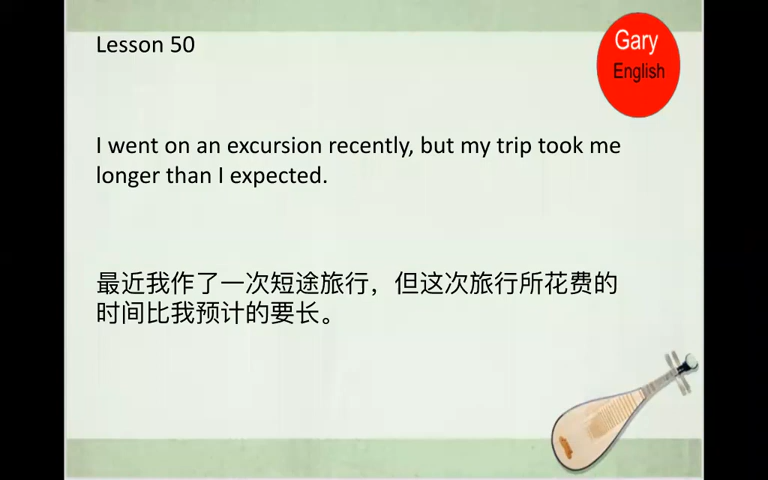 Lesson 50
Gary
English
I went on an excursion recently, but my trip took me
longer than I expected.
最近我作了一次短途旅行，但这次旅行所花费的
时间比我预计的要长。